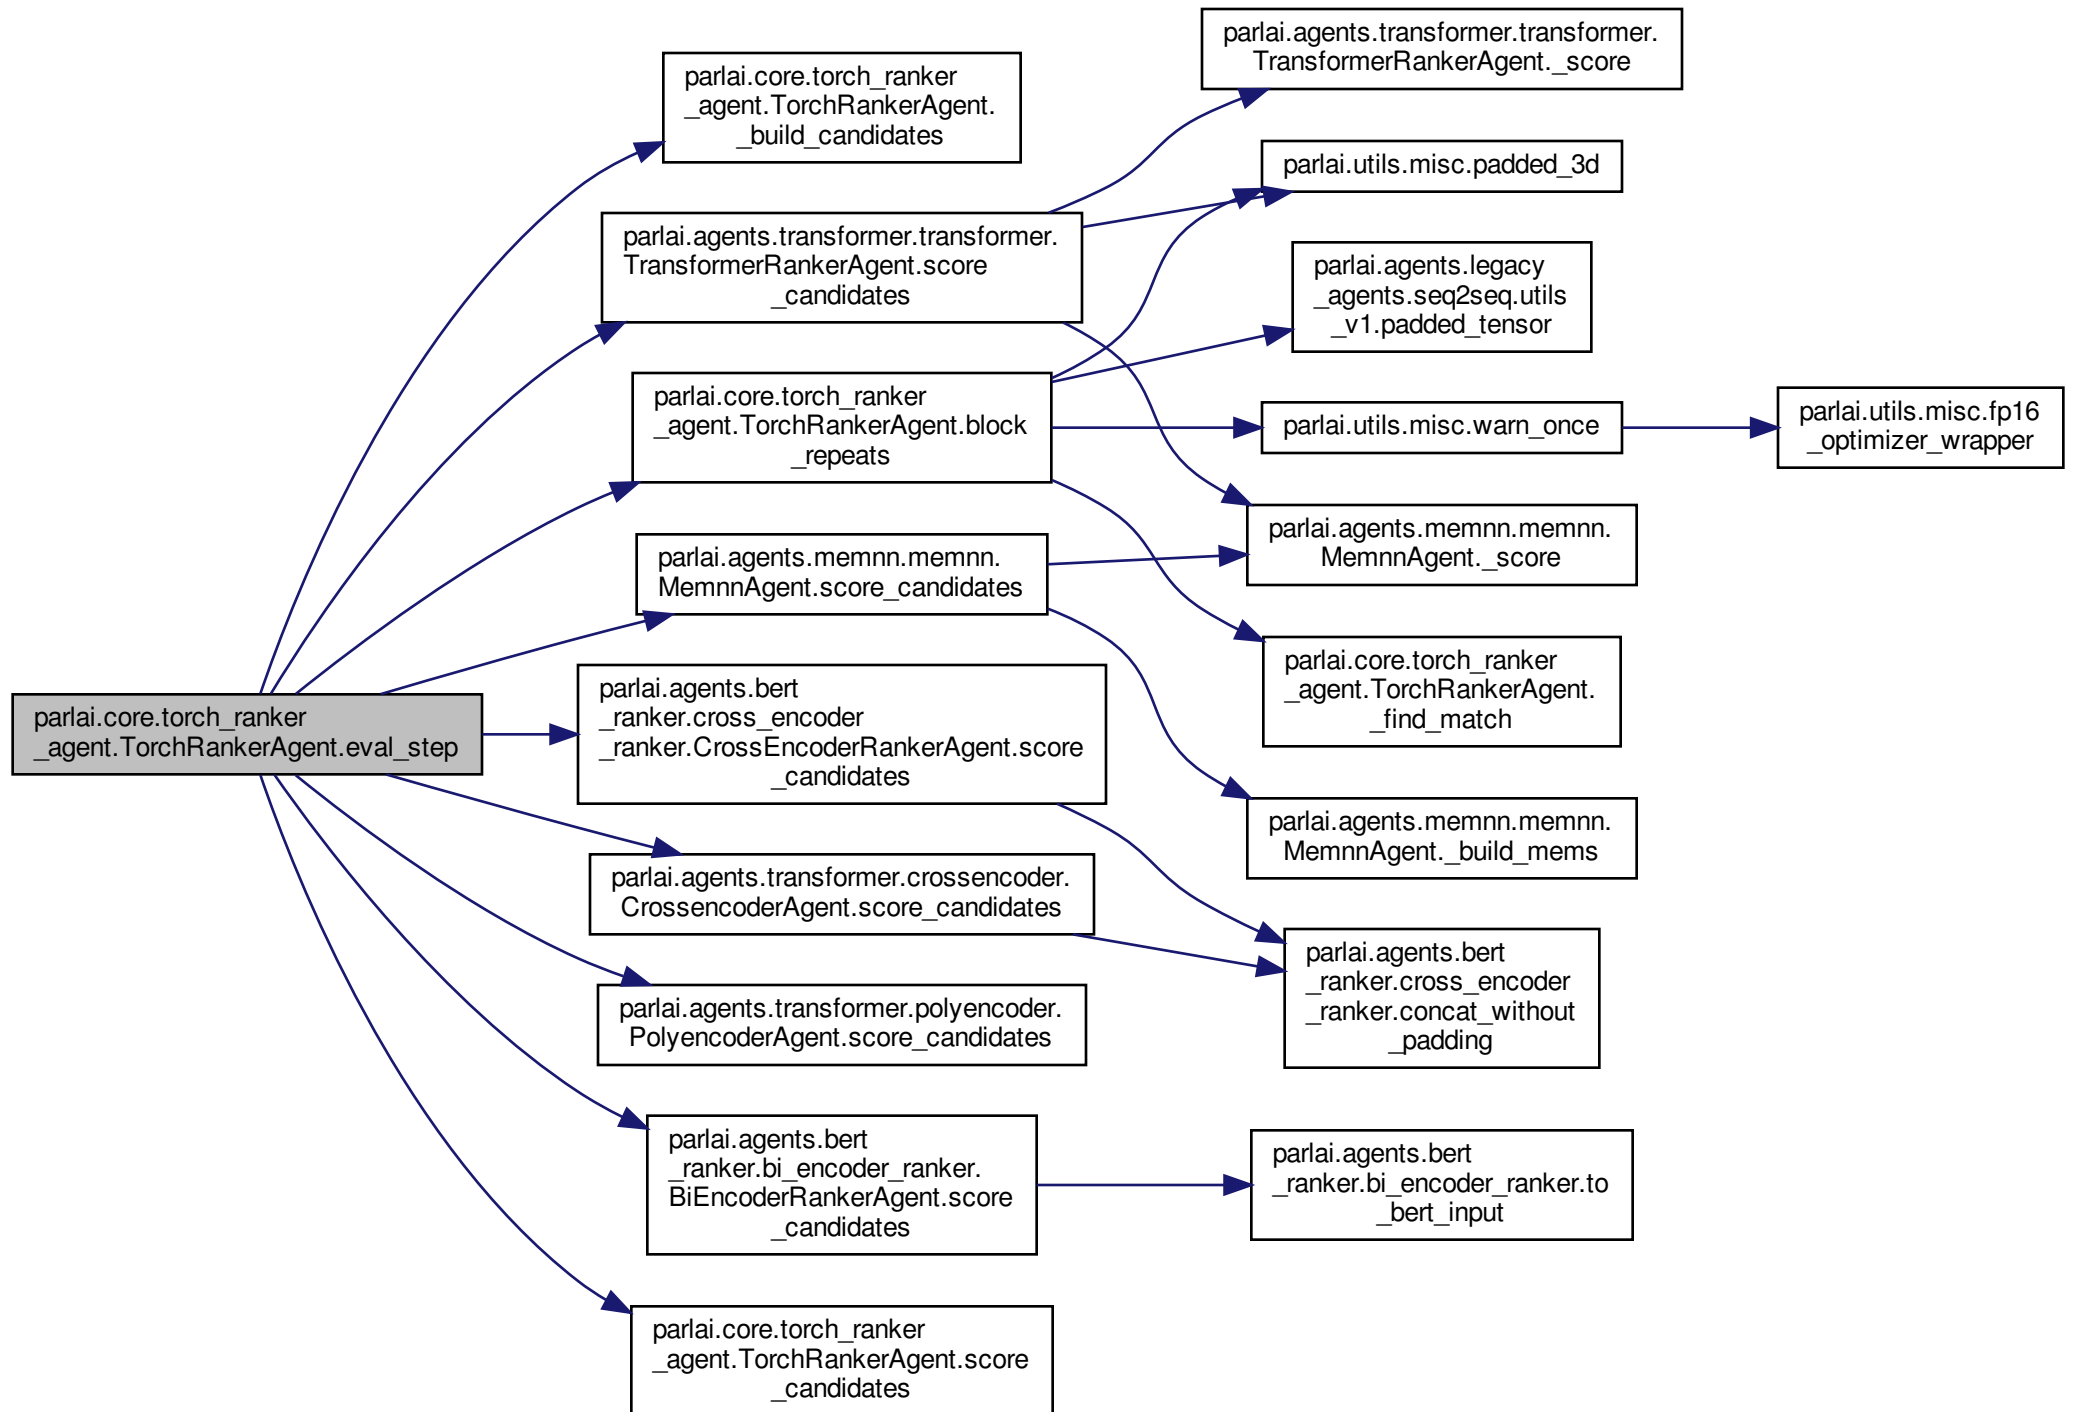 parlai.core.torch_ranker
_agent.TorchRankerAgent.eval_step
parlai.core.torch_ranker
_agent.TorchRankerAgent.
_build_candidates
parlai.agents.transformer.transformer.
TransformerRankerAgent.score
_candidates
parlai.core.torch_ranker
_agent.TorchRankerAgent.block
_repeats
parlai.agents.memnn.memnn.
MemnnAgent.score_candidates
parlai.agents.bert
_ranker.cross_encoder
_ranker.CrossEncoderRankerAgent.score
_candidates
parlai.agents.transformer.crossencoder.
CrossencoderAgent.score_candidates
parlai.agents.transformer.polyencoder.
PolyencoderAgent.score_candidates
parlai.agents.bert
_ranker.bi_encoder_ranker.
BiEncoderRankerAgent.score
_candidates
parlai.core.torch_ranker
_agent.TorchRankerAgent.score
_candidates
parlai.agents.transformer.transformer.
TransformerRankerAgent._score
parlai.utils.misc.padded_3d
parlai.agents.legacy
_agents.seq2seq.utils
_v1.padded_tensor
parlai.utils.misc.warn_once
parlai.agents.memnn.memnn.
MemnnAgent._score
parlai.core.torch_ranker
_agent.TorchRankerAgent.
_find_match
parlai.agents.memnn.memnn.
MemnnAgent._build_mems
parlai.agents.bert
_ranker.cross_encoder
_ranker.concat_without
_padding
parlai.agents.bert
_ranker.bi_encoder_ranker.to
_bert_input
parlai.utils.misc.fp16
_optimizer_wrapper